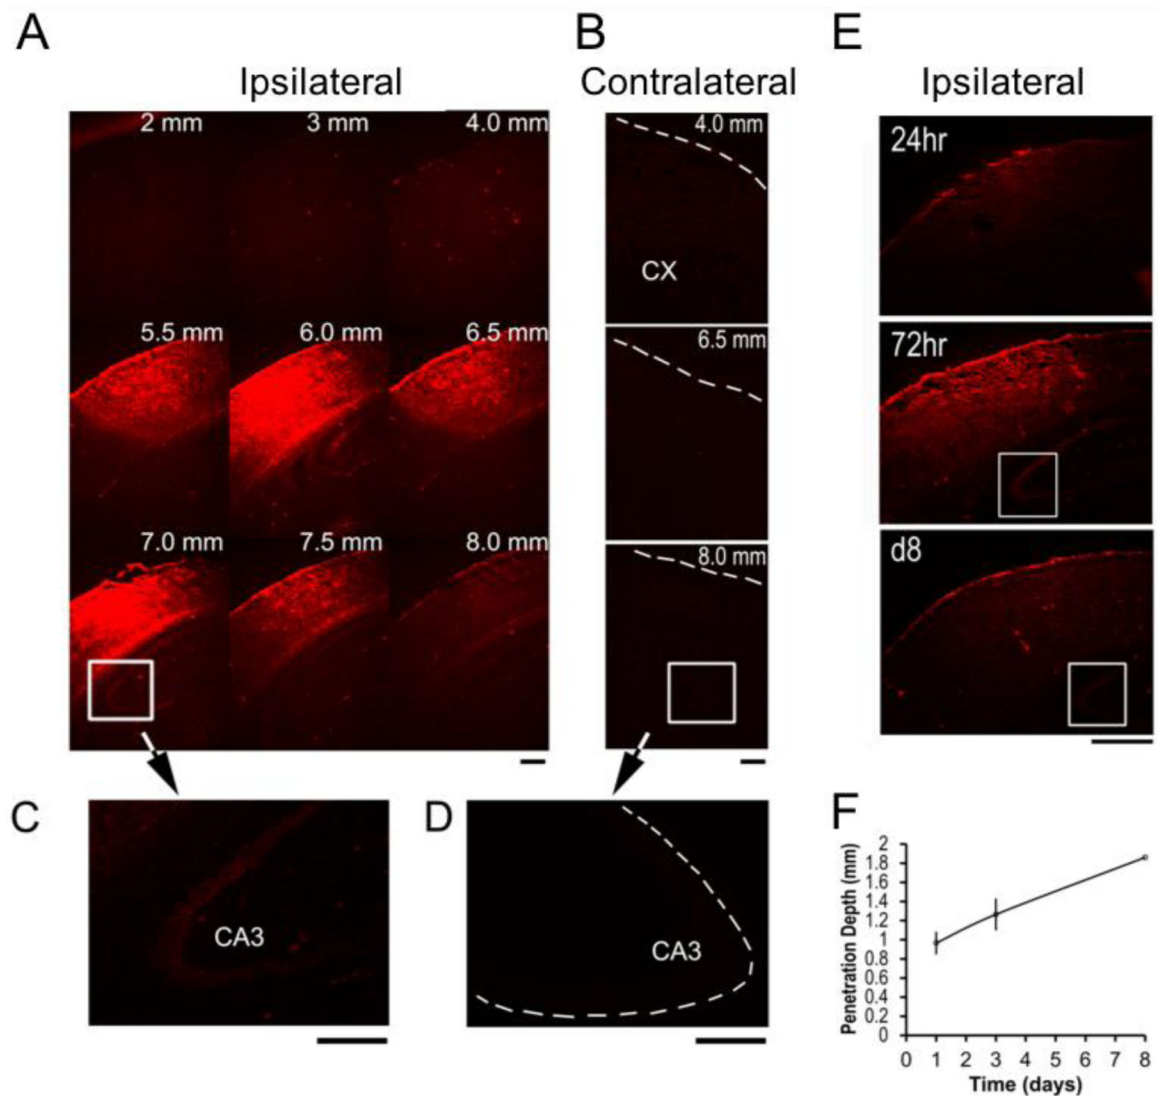 A
B
E
Ipsilateral
Contralateral
Ipsilateral
2 mm
3 mm
4.0 mm
5.5 mm
6.0 mm
6.5 mm
7.0 mm
7.5 mm
8.0 mm
4.0 mm
CX
6.5 mm
8.0 mm
24hr
72hr
d8
C
CA3
D
CA3
F
Penetration Depth (mm)
2
1.8
1.6
1.4
1.2
1
0.8
0.6
0.4
0.2
0
0 1 2 3 4 5 6 7 8
Time (days)